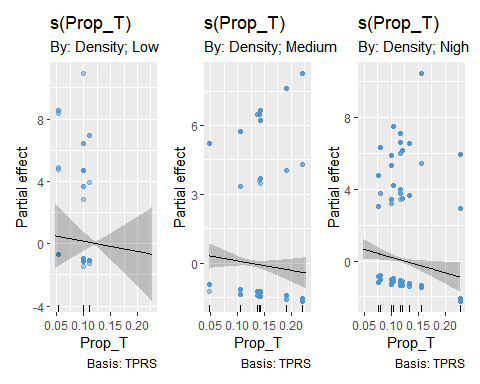 s(Prop_T)
By: Density; Low
Partial effect
8
4
0
-4
0.05 0.10 0.15 0.20
Prop_T
Basis: TPRS
s(Prop_T)
By: Density; Medium
Partial effect
6
3
0
0.05 0.10 0.15 0.20
Prop_T
Basis: TPRS
s(Prop_T)
By: Density; Nigh
Partial effect
8
4
0
0.05 0.10 0.15 0.20
Prop_T
Basis: TPRS